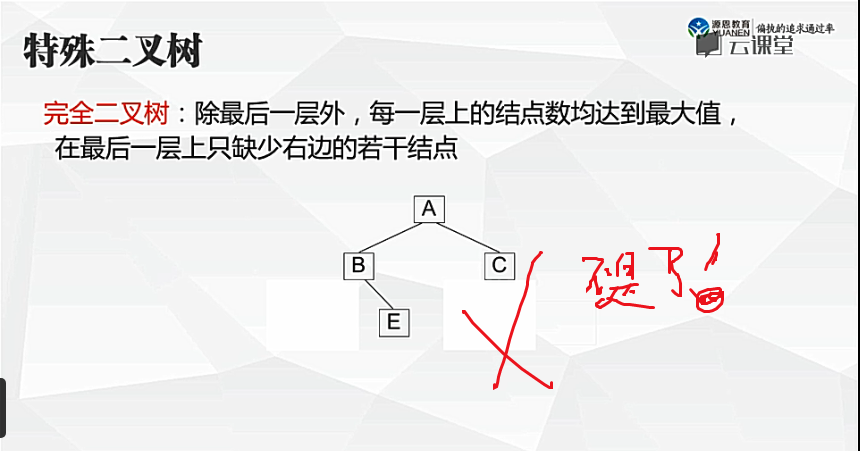 特殊二叉树
源恩教育
YUANEN
偏执的追求通过率
云课堂
完全二叉树：除最后一层外，每一层上的结点数均达到最大值，
在最后一层上只缺少右边的若干结点
A
B
C
E